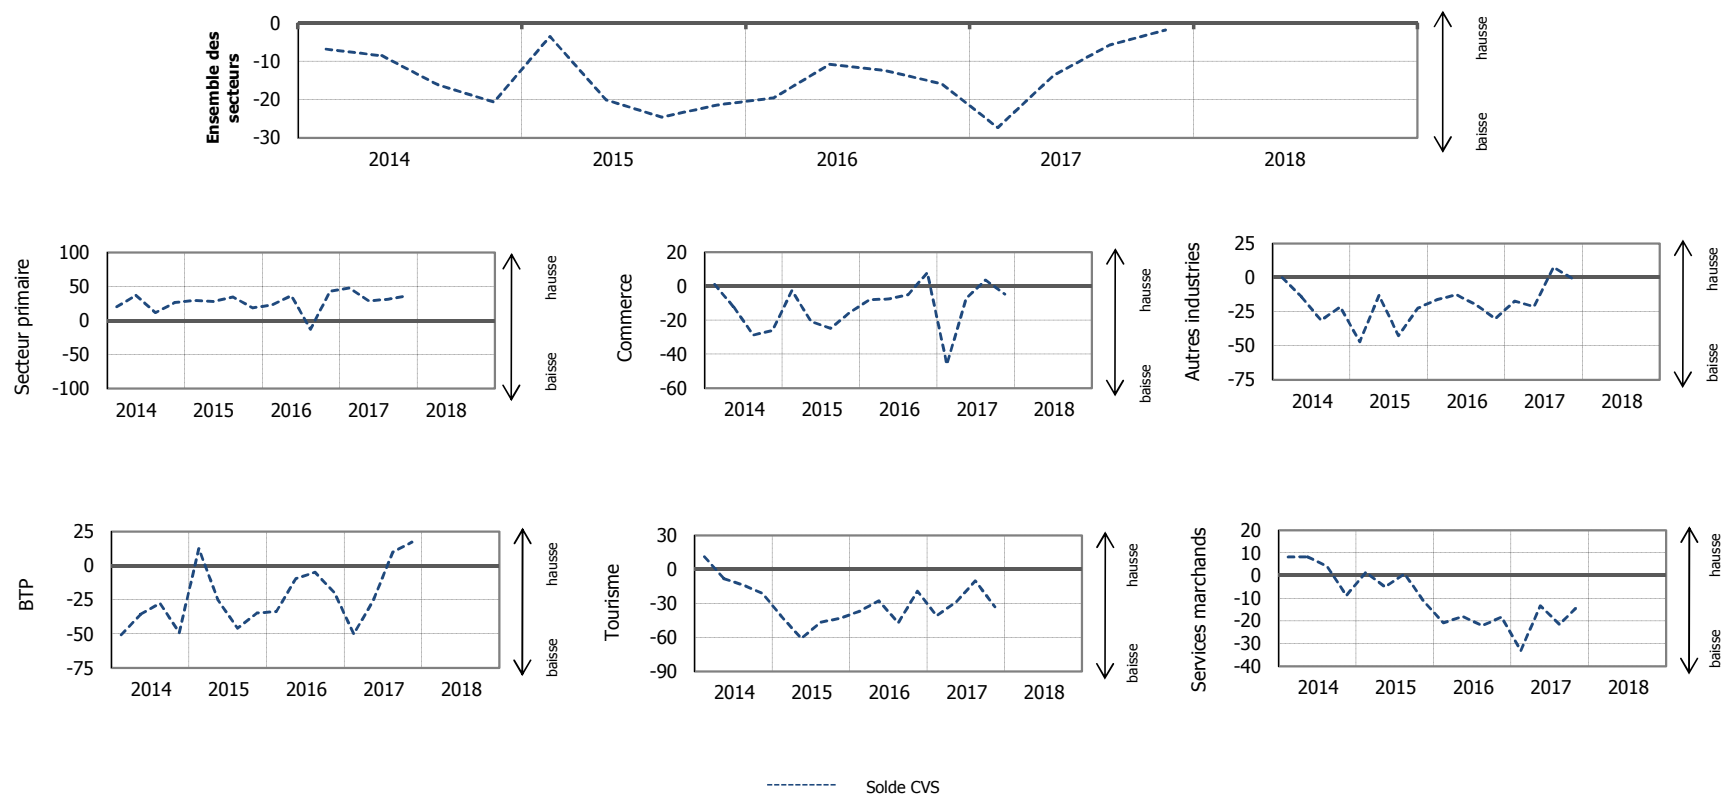 Ensemble des
secteurs
0
-10
-20
-30
2014 2015 2016 2017 2018
hausse
baisse
Secteur primaire
100
50
0
-50
-100
2014 2015 2016 2017 2018
hausse
baisse
Commerce
20
0
-20
-40
-60
2014 2015 2016 2017 2018
hausse
baisse
Autres industries
25
0
-25
-50
-75
2014 2015 2016 2017 2018
hausse
baisse
BTP
25
0
-25
-50
-75
2014 2015 2016 2017 2018
hausse
baisse
Tourisme
30
0
-30
-60
-90
2014 2015 2016 2017 2018
hausse
baisse
Services marchands
20
10
0
-10
-20
-30
-40
2014 2015 2016 2017 2018
hausse
baisse
Solde CVS